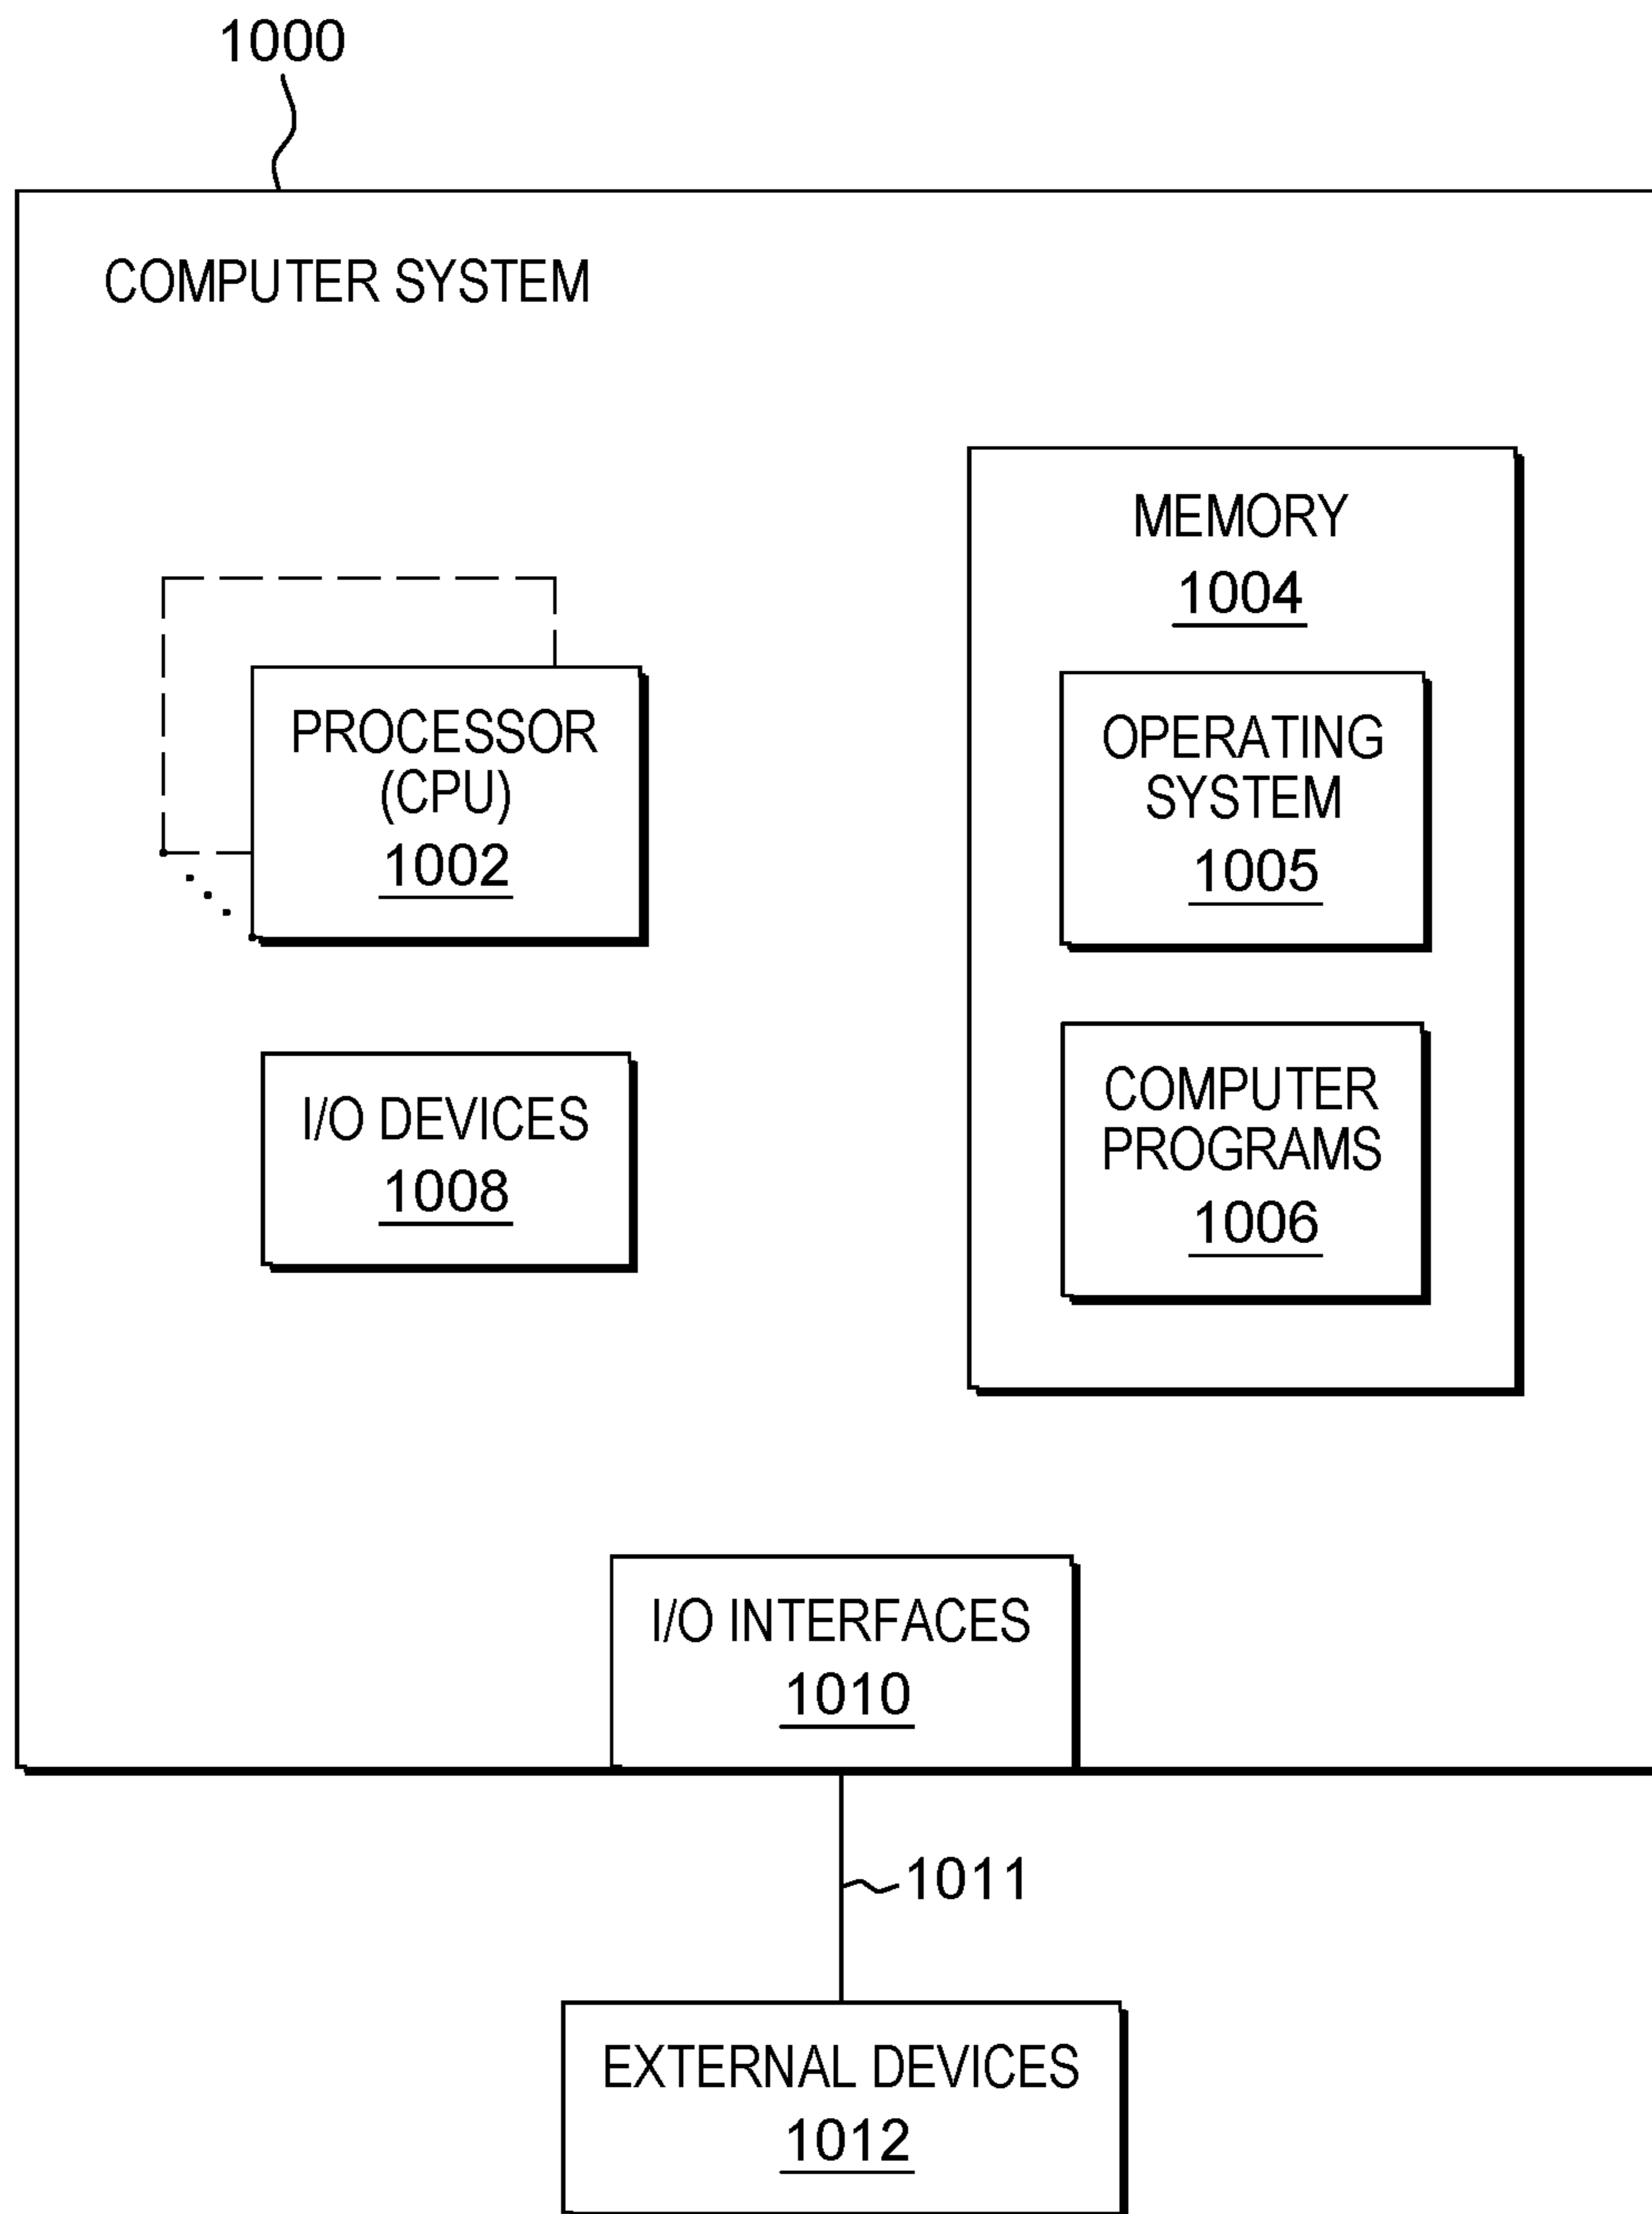 1000
COMPUTER SYSTEM
MEMORY
1004
PROCESSOR
(CPU)
1002
OPERATING
SYSTEM
1005
I/O DEVICES
1008
COMPUTER
PROGRAMS
1006
I/O INTERFACES
1010
1011
EXTERNAL DEVICES
1012